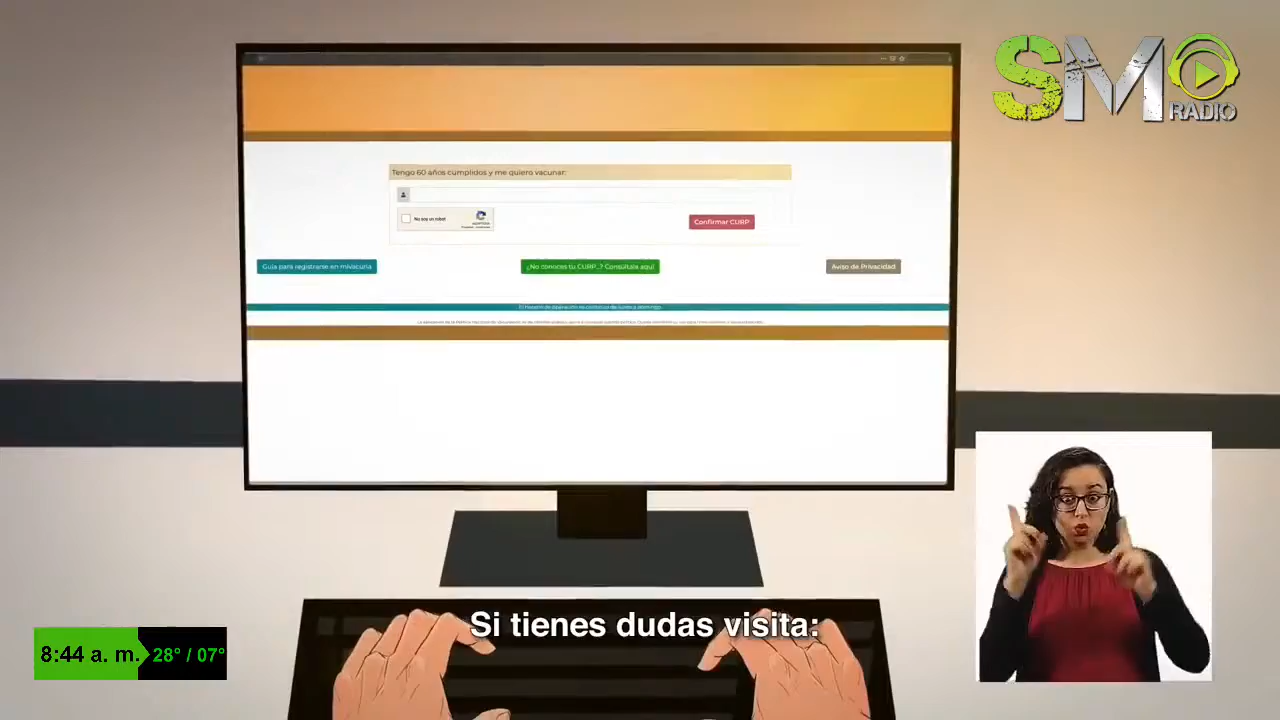 SM
RADIO
Tengo 60 años cumplidos y me quiero vacunar:
No soy un robot
Confirmar CURP
Guía para registrarse en mivacuna
¿No conoces tu CURP..? Consúltala aquí
Aviso de Privacidad
Si tienes dudas visita:
8:44 a. m.
28° / 07°